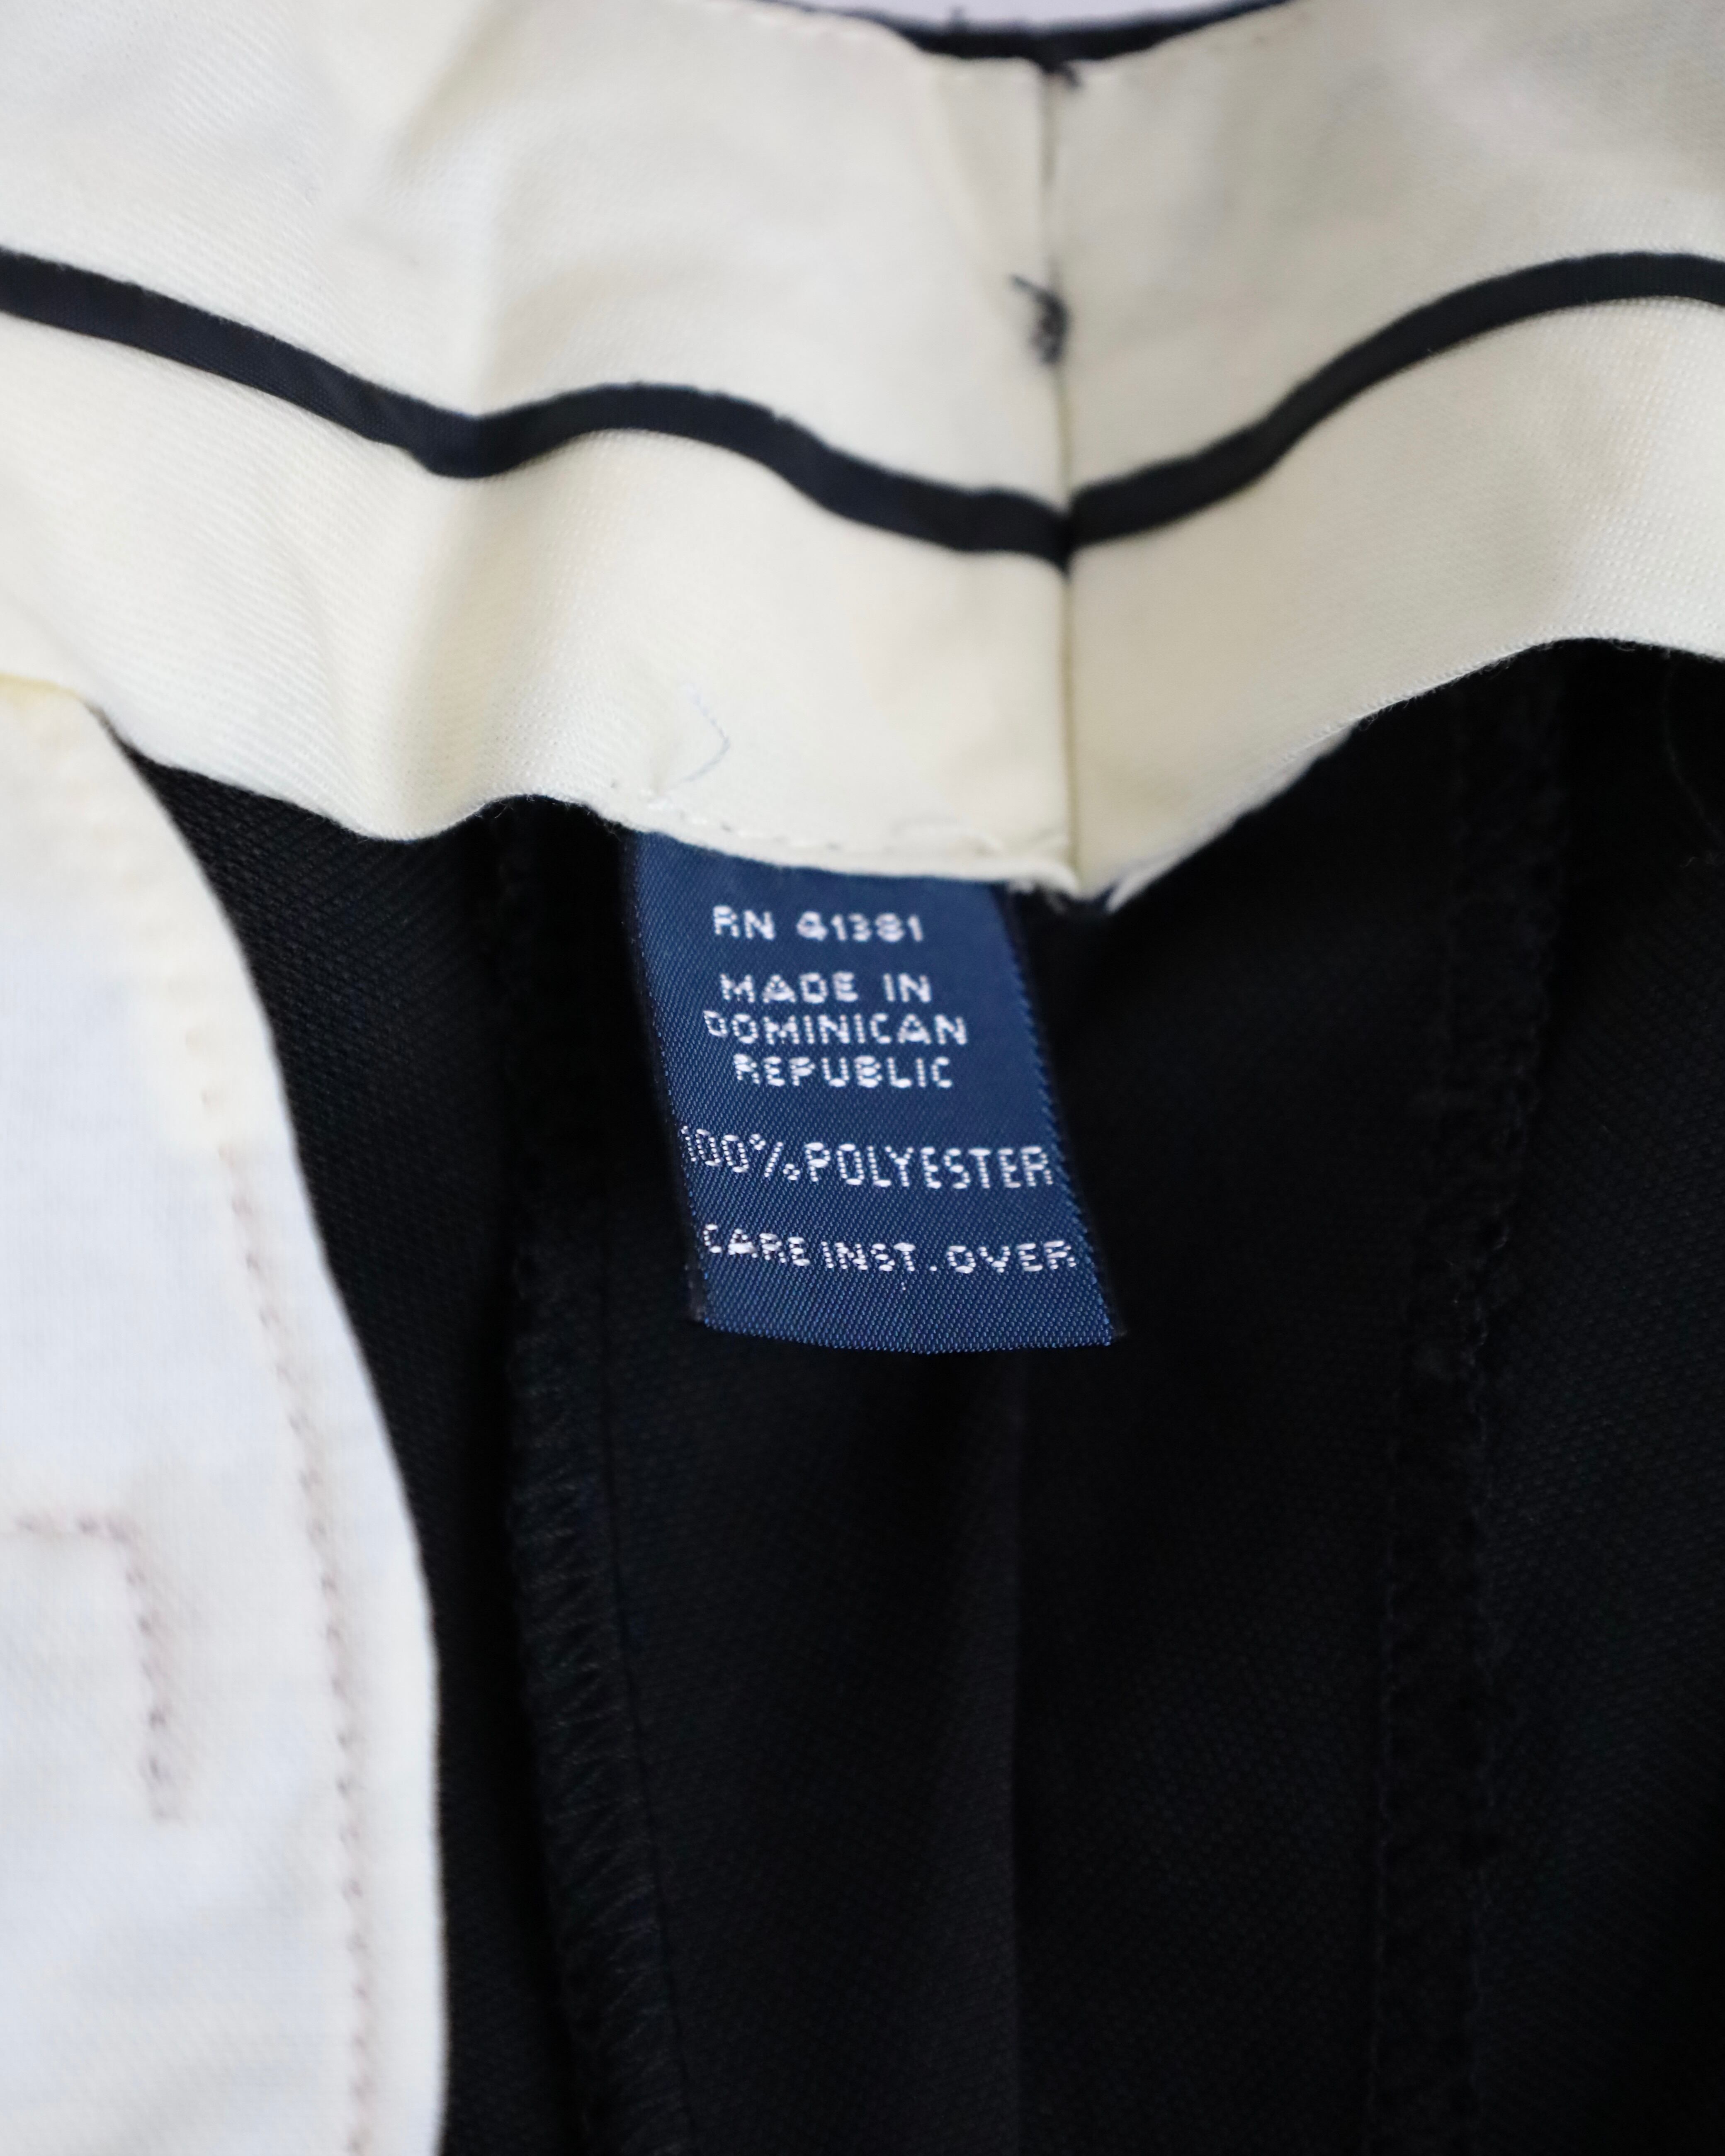 RN 41381
MADE IN
DOMINICAN
REPUBLIC
100% POLYESTER
CARE INST. OVER